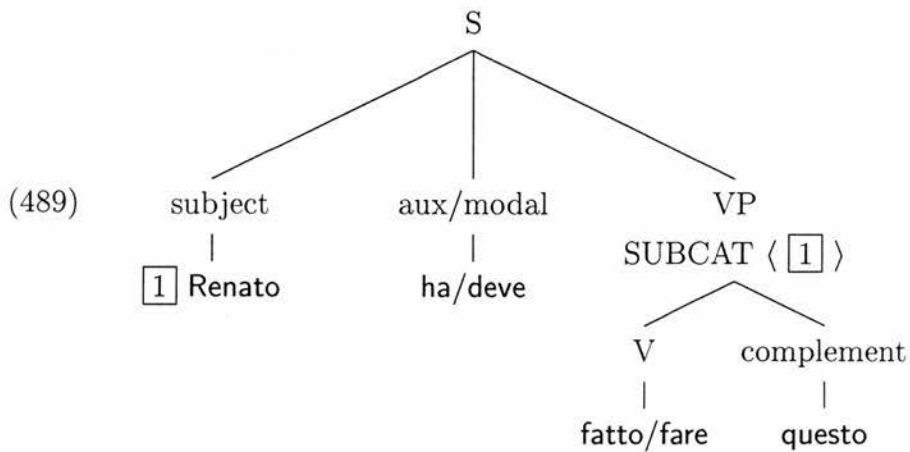 S
(489) subject aux/modal VP
SUBCAT ⟨ 1 ⟩
1 Renato ha/deve
V complement
fatto/fare questo